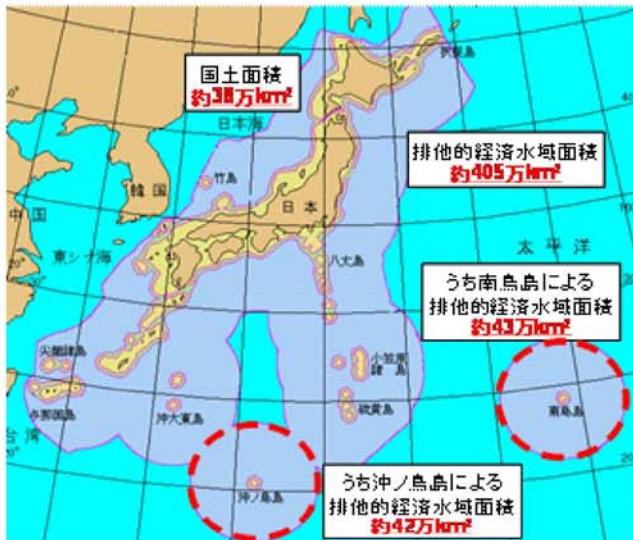 国土面積
約38万km²
日本海
択捉島
排他的経済水域面積
約405万km²
竹島
韓国
日本
中国
東シナ海
太平洋
八丈島
うち南鳥島による
排他的経済水域面積
約43万km²
尖閣諸島
小笠原
諸島
与那国島
沖大東島
硫黄島
南鳥島
台湾
沖ノ鳥島
うち沖ノ鳥島による
排他的経済水域面積
約42万km²